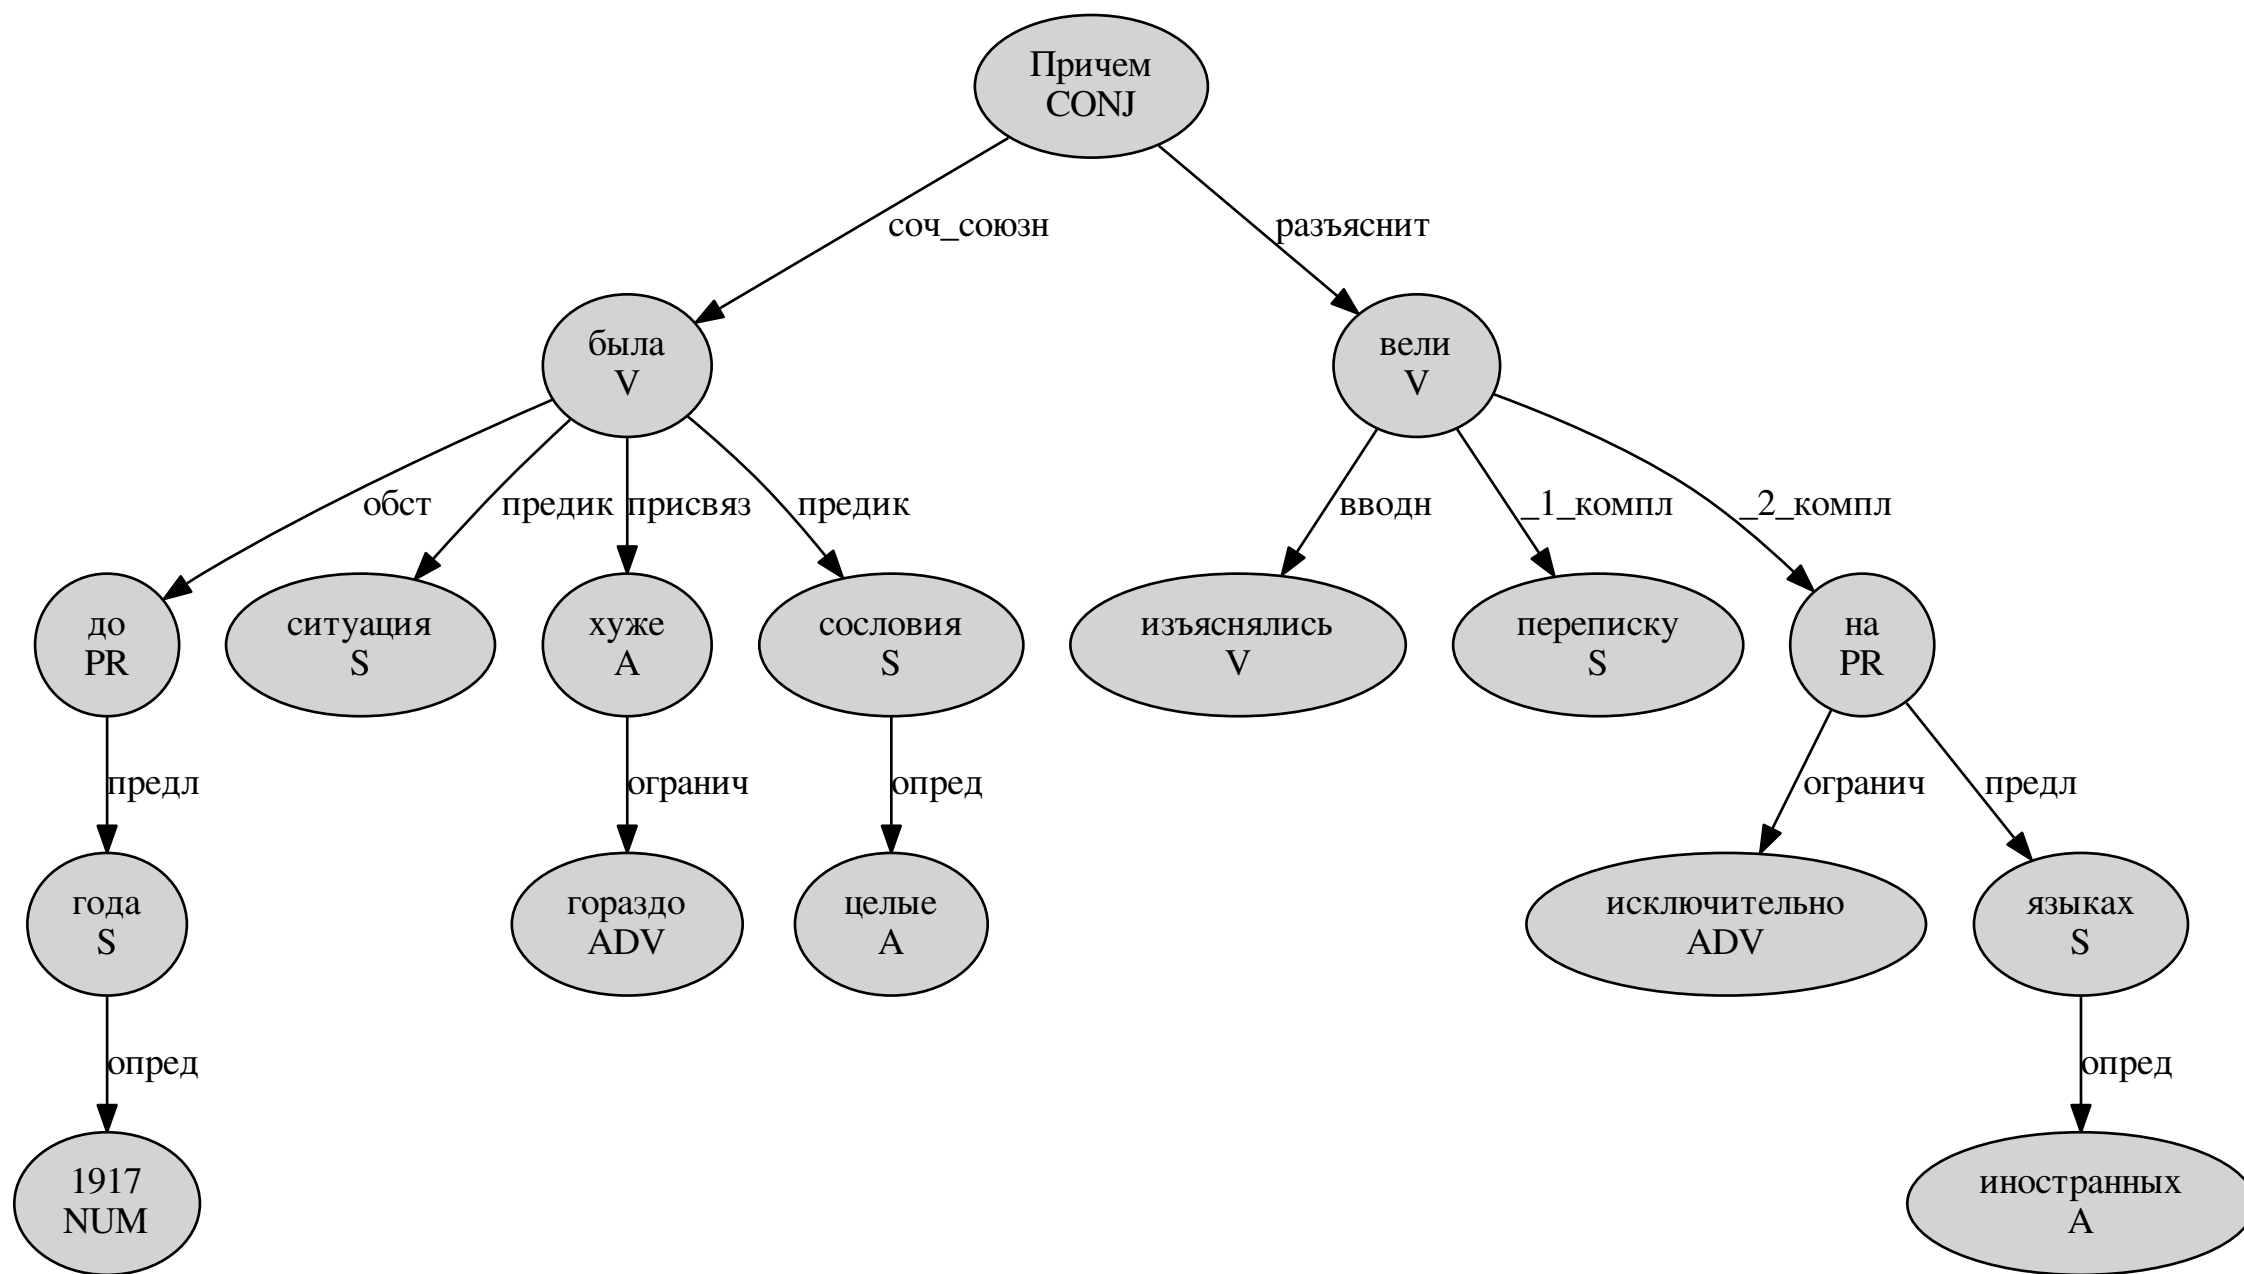 Причем
CONJ
соч_союзн
разъяснит
была
V
вели
V
обст
предик
присвяз
предик
вводн
_1_компл
_2_компл
до
PR
ситуация
S
хуже
A
сословия
S
изъяснялись
V
переписку
S
на
PR
предл
огранич
опред
огранич
предл
года
S
гораздо
ADV
целые
A
исключительно
ADV
языках
S
опред
опред
1917
NUM
иностранных
A